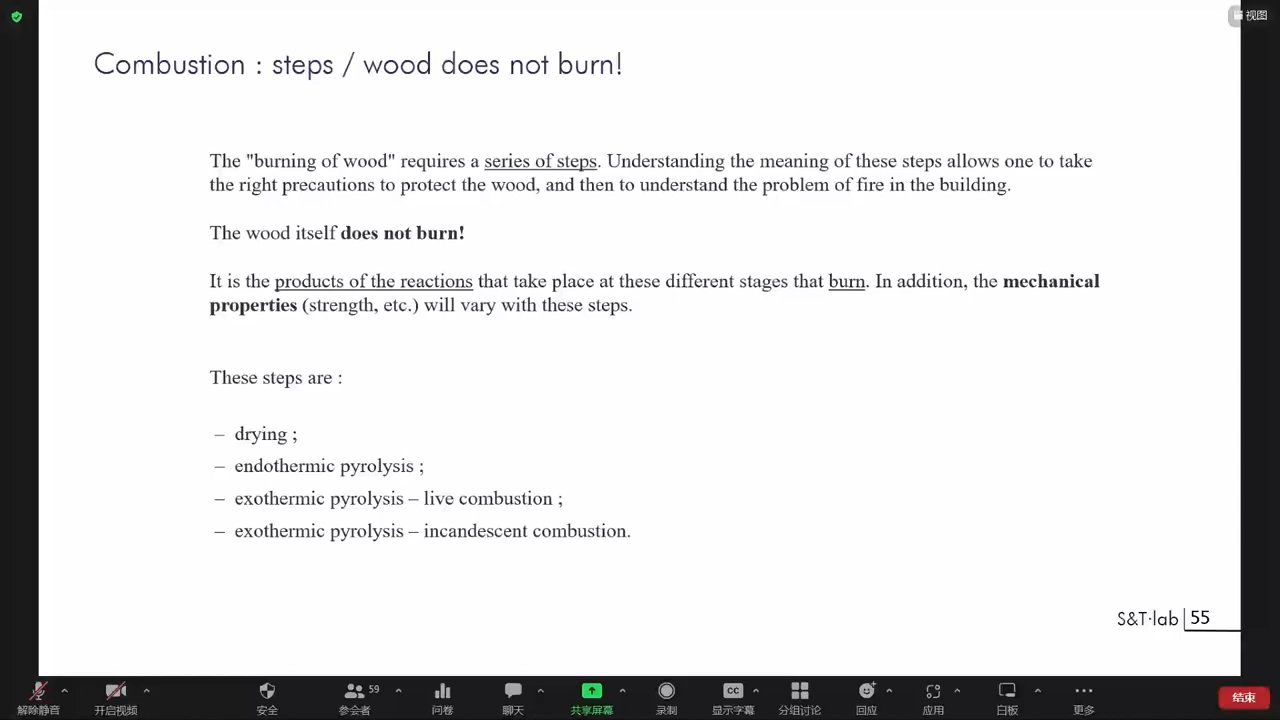 视图
Combustion : steps / wood does not burn!
The "burning of wood" requires a series of steps. Understanding the meaning of these steps allows one to take
the right precautions to protect the wood, and then to understand the problem of fire in the building.
The wood itself does not burn!
It is the products of the reactions that take place at these different stages that burn. In addition, the mechanical
properties (strength, etc.) will vary with these steps.
These steps are :
– drying ;
– endothermic pyrolysis ;
– exothermic pyrolysis – live combustion ;
– exothermic pyrolysis – incandescent combustion.
S&T·lab 55
59 CC
解除静音 开启视频 安全 参会者 问卷 聊天 共享屏幕 录制 显示字幕 分组讨论 回应 应用 白板 更多 结束